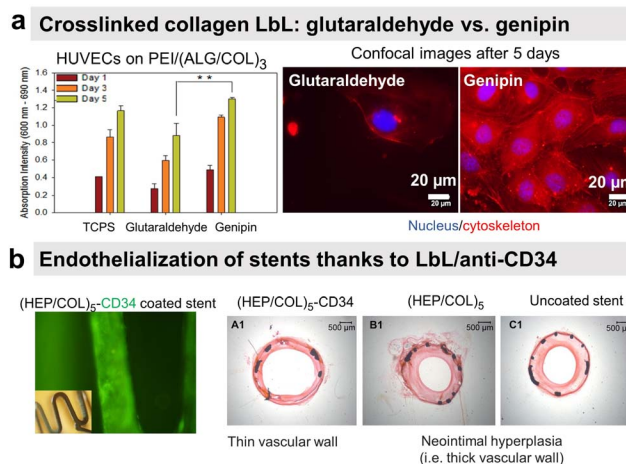 a Crosslinked collagen LbL: glutaraldehyde vs. genipin
HUVECs on PEI/(ALG/COL)3
Confocal images after 5 days
Absorption Intensity (600 nm - 690 nm)
1.6
1.4
1.2
1.0
0.8
0.6
0.4
0.2
0.0
Day 1
Day 3
Day 5
**
TCPS Glutaraldehyde Genipin
Glutaraldehyde
20 µm
20 µm
Genipin
20 µm
20 µm
Nucleus/cytoskeleton
b Endothelialization of stents thanks to LbL/anti-CD34
(HEP/COL)5-CD34 coated stent
(HEP/COL)5-CD34
(HEP/COL)5
Uncoated stent
A1 500 µm
B1 500 µm
C1 500 µm
Thin vascular wall
Neointimal hyperplasia
(i.e. thick vascular wall)